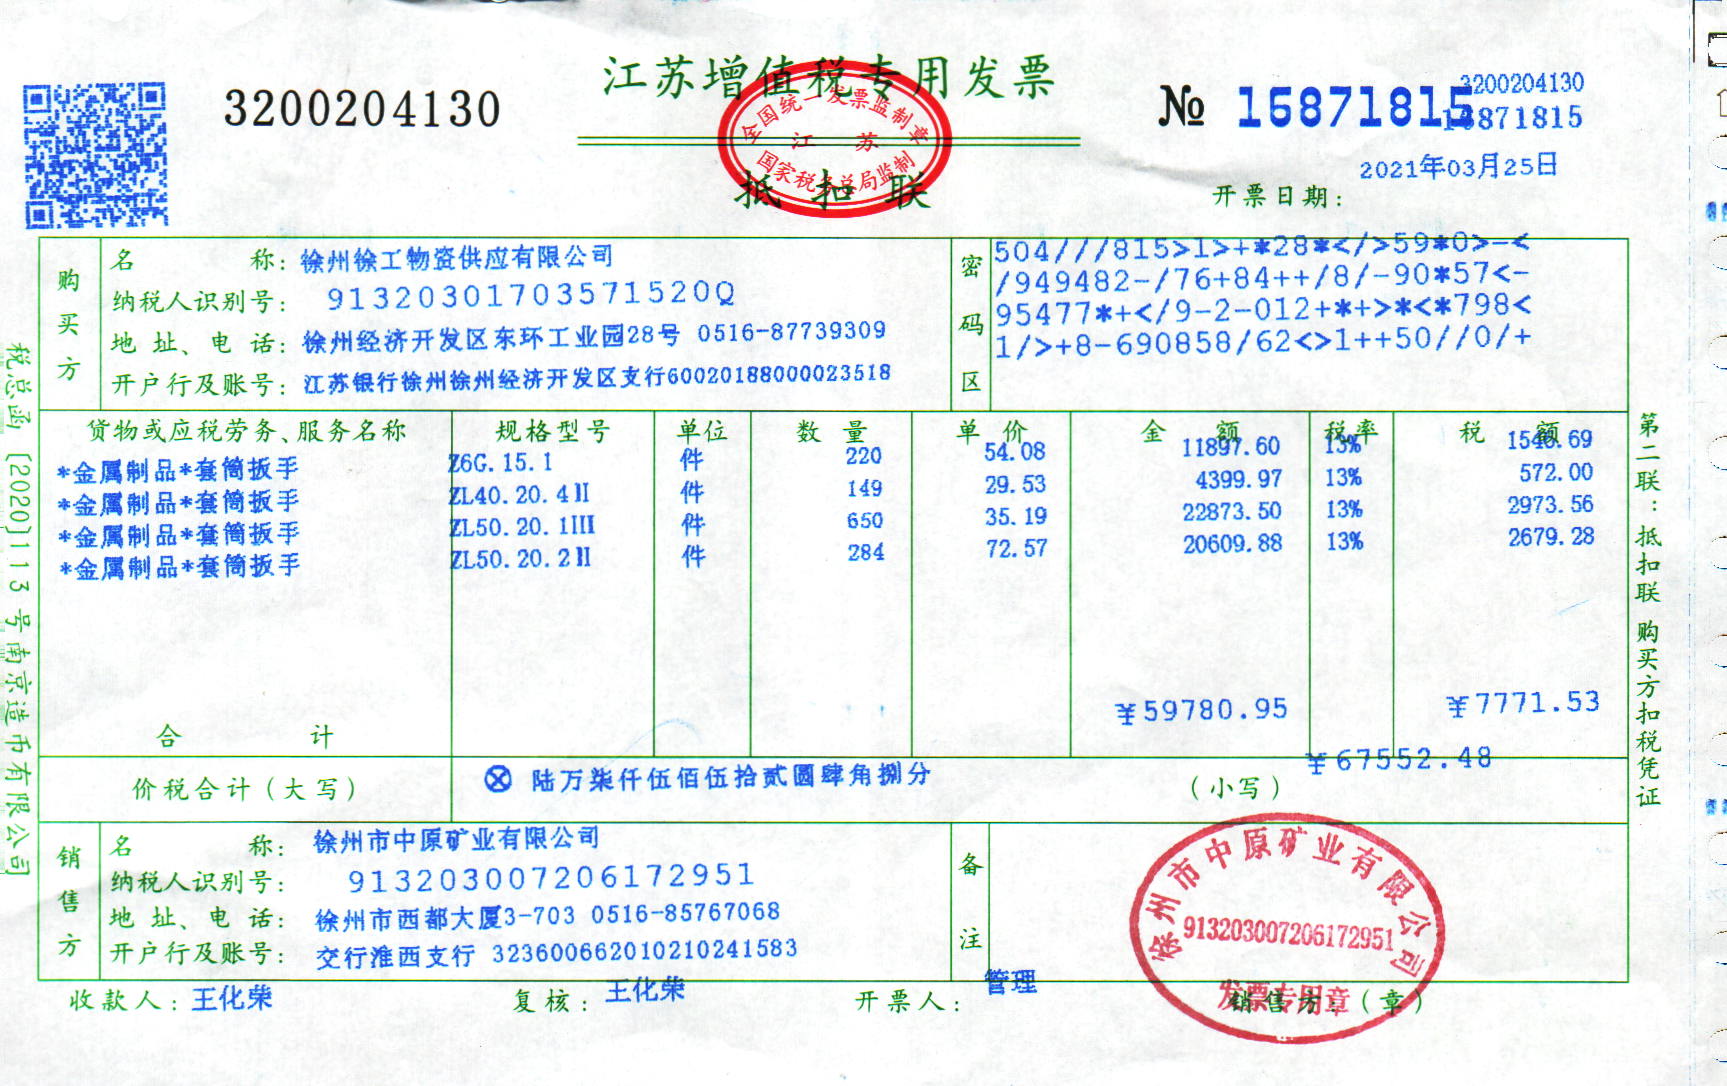 江苏增值税专用发票
3200204130
№ 15871815
3200204130
15871815
全国统一发票监制章
江 苏
国家税务总局监制
抵扣联
开票日期: 2021年03月25日
税总函 [2020]113号南京造币有限公司
第二联:抵扣联 购买方扣税凭证
购买方
名 称: 徐州徐工物资供应有限公司
纳税人识别号: 91320301703571520Q
地 址、电 话: 徐州经济开发区东环工业园28号 0516-87739309
开户行及账号: 江苏银行徐州徐州经济开发区支行60020188000023518
密码区
504///815>1>+*28*</>59*0>-<
/949482-/76+84++/8/-90*57<-
95477*+</9-2-012+*+>*<*798<
1/>+8-690858/62<>1++50//0/+
货物或应税劳务、服务名称 规格型号 单位 数 量 单 价 金 额 税率 税 额
*金属制品*套筒扳手 Z6G.15.1 件 220 54.08 11897.60 13% 1546.69
*金属制品*套筒扳手 ZL40.20.4II 件 149 29.53 4399.97 13% 572.00
*金属制品*套筒扳手 ZL50.20.1III 件 650 35.19 22873.50 13% 2973.56
*金属制品*套筒扳手 ZL50.20.2II 件 284 72.57 20609.88 13% 2679.28
合 计 ¥59780.95 ¥7771.53
价税合计(大写) ⊗ 陆万柒仟伍佰伍拾贰圆肆角捌分 (小写) ¥67552.48
销售方
名 称: 徐州市中原矿业有限公司
纳税人识别号: 913203007206172951
地 址、电 话: 徐州市西都大厦3-703 0516-85767068
开户行及账号: 交行淮西支行 323600662010210241583
备注
徐州市中原矿业有限公司
913203007206172951
发票专用章
收款人: 王化荣 复核: 王化荣 开票人: 管理 销售方:(章)